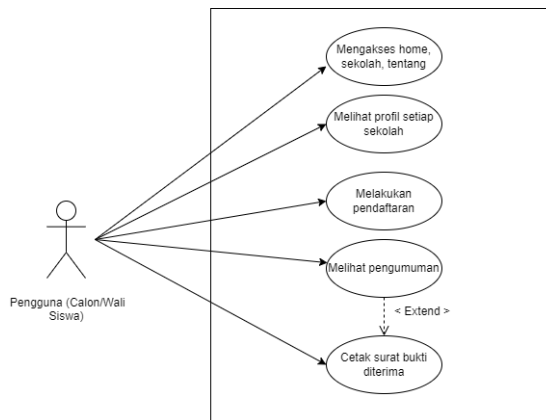 Mengakses home,
sekolah, tentang
Melihat profil setiap
sekolah
Melakukan
pendaftaran
Melihat pengumuman
Pengguna (Calon/Wali
Siswa)
< Extend >
Cetak surat bukti
diterima